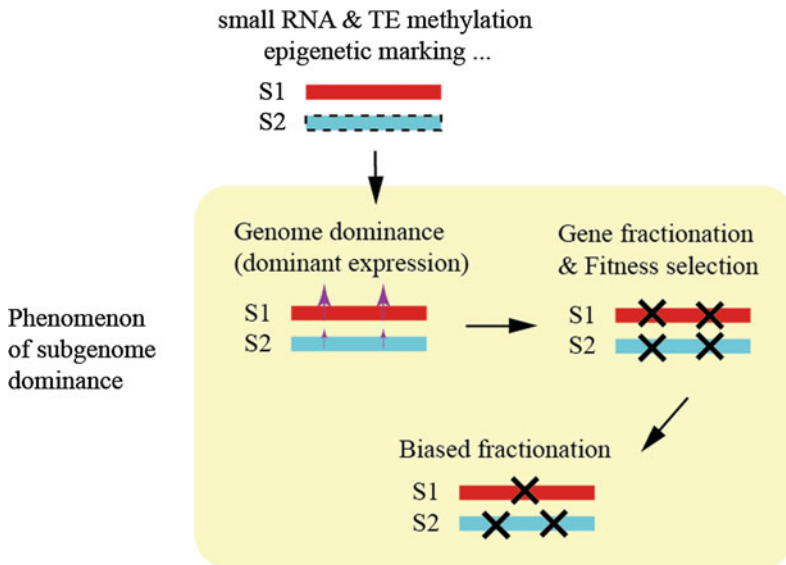 small RNA & TE methylation
epigenetic marking ...
S1
S2
Genome dominance
(dominant expression)
S1
S2
Gene fractionation
& Fitness selection
S1
S2
Phenomenon
of subgenome
dominance
Biased fractionation
S1
S2